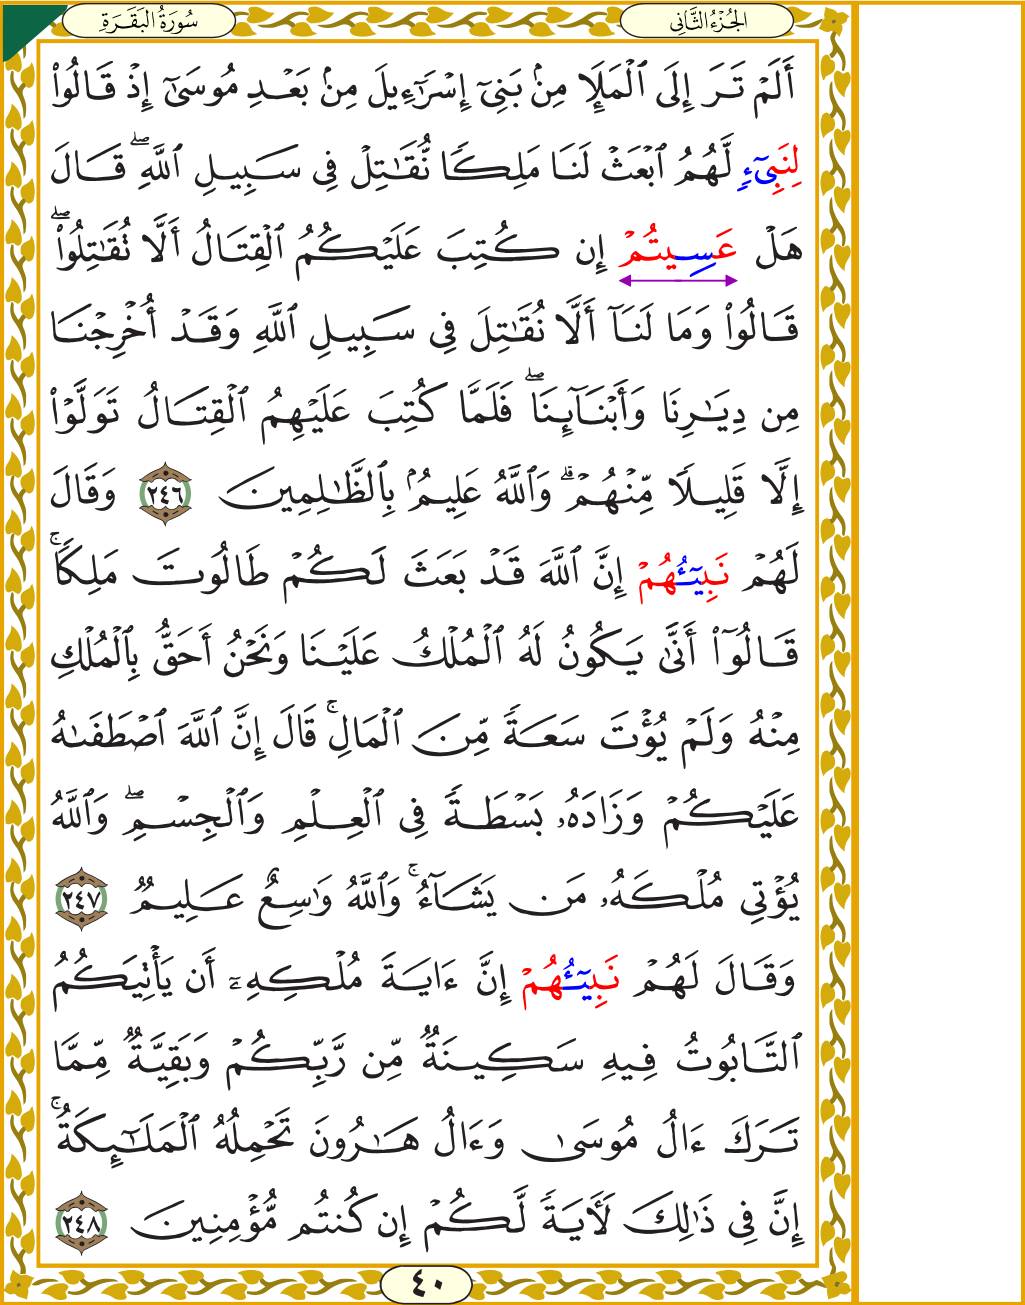 سُورَةُ البَقَرَةِ
الجُزْءُ الثَّانِي
أَلَمْ تَرَ إِلَى ٱلْمَلَإِ مِنۢ بَنِىٓ إِسْرَٰٓءِيلَ مِنۢ بَعْدِ مُوسَىٰٓ إِذْ قَالُوا۟
لِنَبِىٓءٍ لَّهُمُ ٱبْعَثْ لَنَا مَلِكًا نُّقَٰتِلْ فِى سَبِيلِ ٱللَّهِ ۖ قَالَ
هَلْ عَسِيتُمْ إِن كُتِبَ عَلَيْكُمُ ٱلْقِتَالُ أَلَّا تُقَٰتِلُوا۟ ۖ
قَالُوا۟ وَمَا لَنَآ أَلَّا نُقَٰتِلَ فِى سَبِيلِ ٱللَّهِ وَقَدْ أُخْرِجْنَا
مِن دِيَٰرِنَا وَأَبْنَآئِنَا ۖ فَلَمَّا كُتِبَ عَلَيْهِمُ ٱلْقِتَالُ تَوَلَّوْا۟
إِلَّا قَلِيلًا مِّنْهُمْ ۗ وَٱللَّهُ عَلِيمٌۢ بِٱلظَّٰلِمِينَ ٢٤٦ وَقَالَ
لَهُمْ نَبِيٓـُٔهُمْ إِنَّ ٱللَّهَ قَدْ بَعَثَ لَكُمْ طَالُوتَ مَلِكًا ۚ
قَالُوٓا۟ أَنَّىٰ يَكُونُ لَهُ ٱلْمُلْكُ عَلَيْنَا وَنَحْنُ أَحَقُّ بِٱلْمُلْكِ
مِنْهُ وَلَمْ يُؤْتَ سَعَةً مِّنَ ٱلْمَالِ ۚ قَالَ إِنَّ ٱللَّهَ ٱصْطَفَىٰهُ
عَلَيْكُمْ وَزَادَهُۥ بَسْطَةً فِى ٱلْعِلْمِ وَٱلْجِسْمِ ۖ وَٱللَّهُ
يُؤْتِى مُلْكَهُۥ مَن يَشَآءُ ۚ وَٱللَّهُ وَٰسِعٌ عَلِيمٌ ٢٤٧
وَقَالَ لَهُمْ نَبِيٓـُٔهُمْ إِنَّ ءَايَةَ مُلْكِهِۦٓ أَن يَأْتِيَكُمُ
ٱلتَّابُوتُ فِيهِ سَكِينَةٌ مِّن رَّبِّكُمْ وَبَقِيَّةٌ مِّمَّا
تَرَكَ ءَالُ مُوسَىٰ وَءَالُ هَٰرُونَ تَحْمِلُهُ ٱلْمَلَٰٓئِكَةُ ۚ
إِنَّ فِى ذَٰلِكَ لَءَايَةً لَّكُمْ إِن كُنتُم مُّؤْمِنِينَ ٢٤٨
٤٠